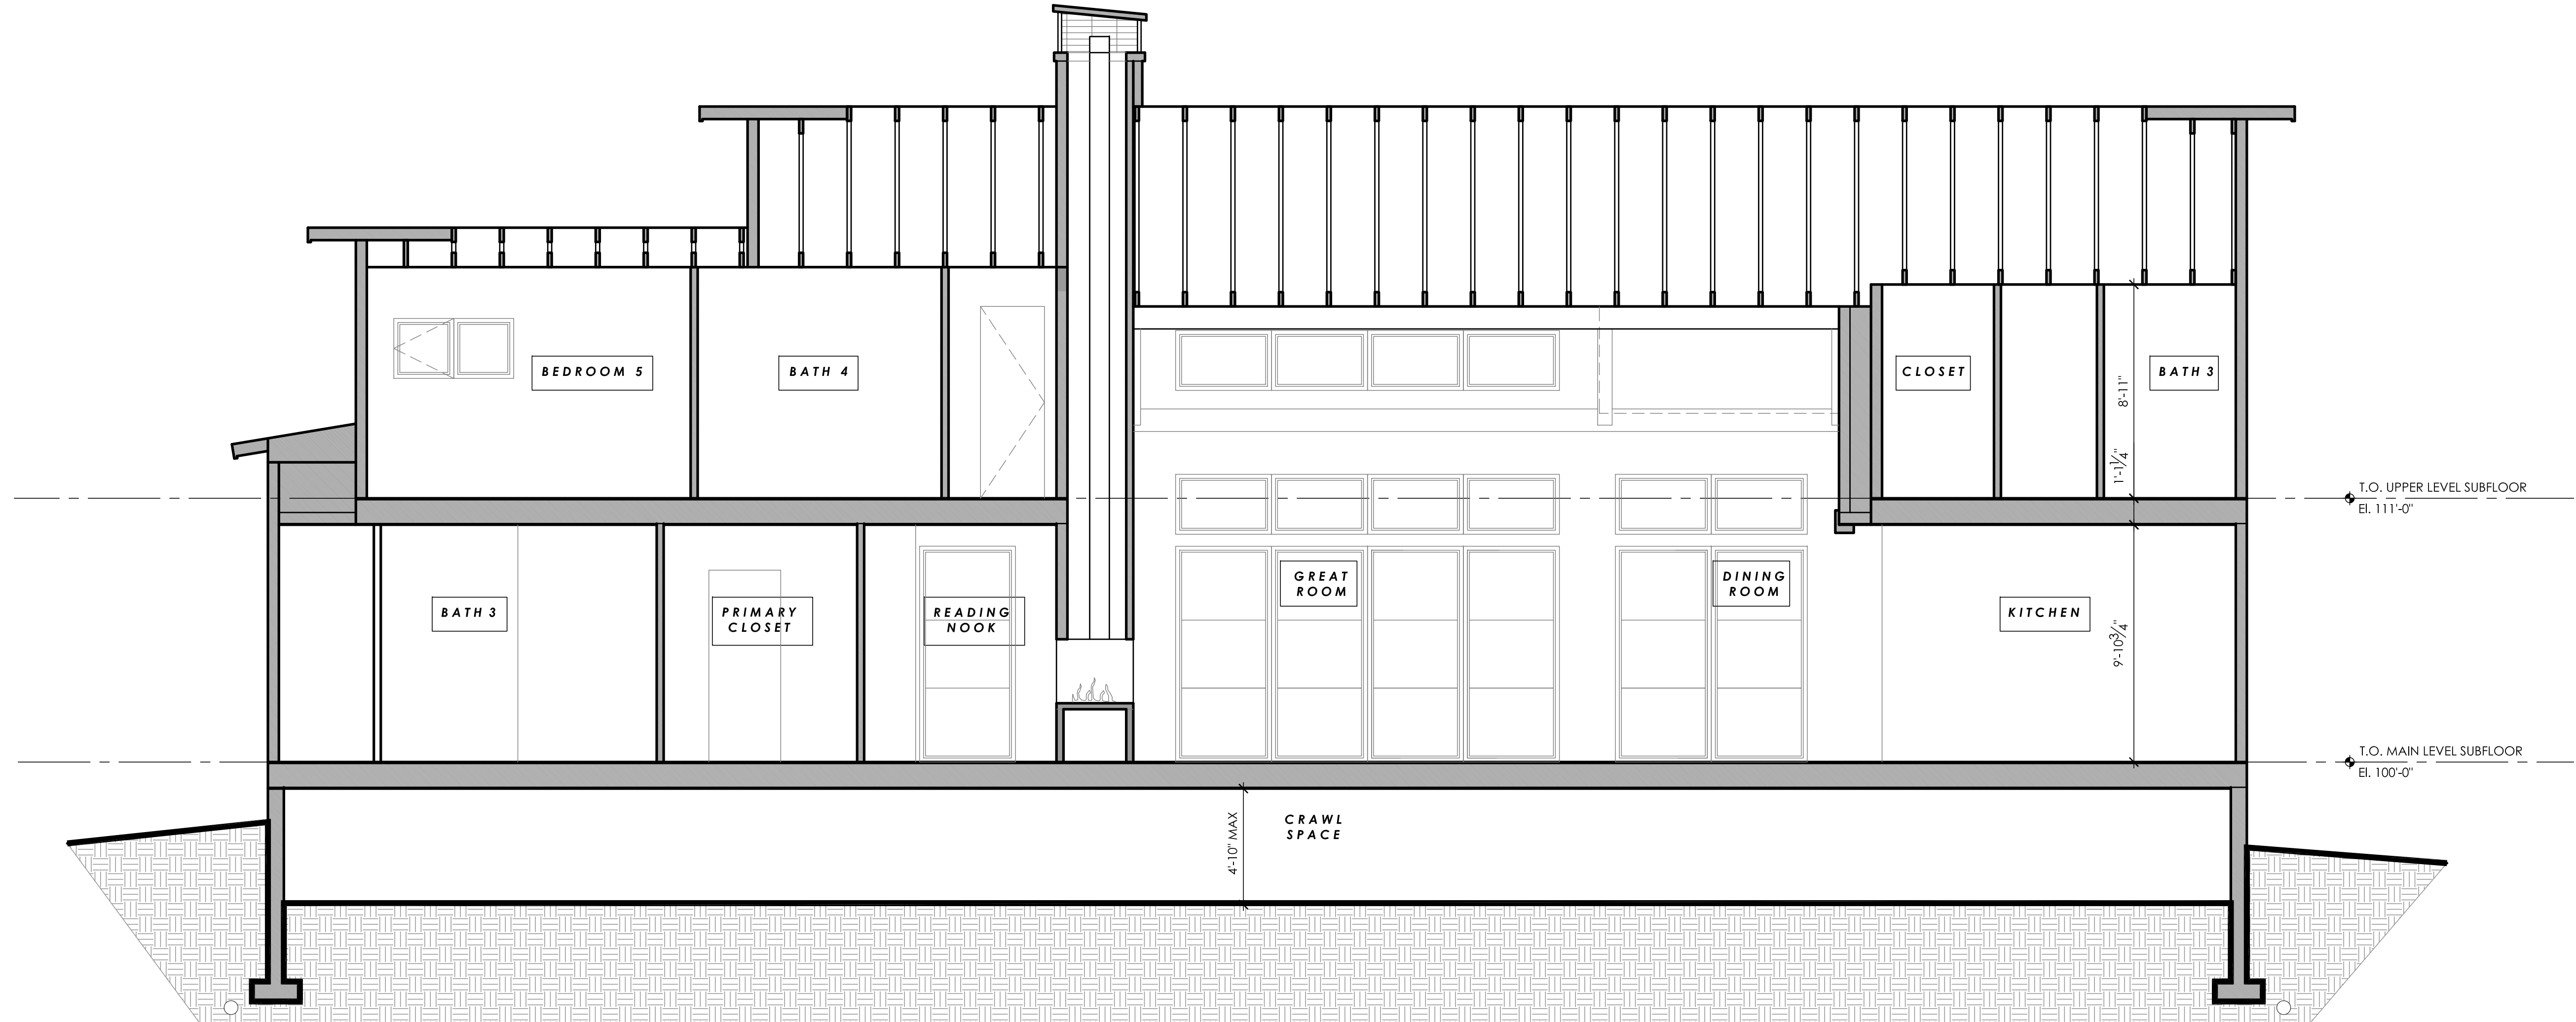 BEDROOM 5
BATH 4
CLOSET
BATH 3
8'-11"
1'-1¼"
T.O. UPPER LEVEL SUBFLOOR
El. 111'-0"
BATH 3
PRIMARY
CLOSET
READING
NOOK
GREAT
ROOM
DINING
ROOM
KITCHEN
9'-10¾"
T.O. MAIN LEVEL SUBFLOOR
El. 100'-0"
4'-10" MAX
CRAWL
SPACE